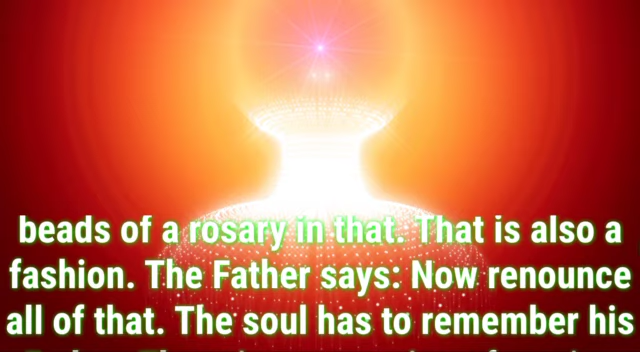 beads of a rosary in that. That is also a
fashion. The Father says: Now renounce
all of that. The soul has to remember his